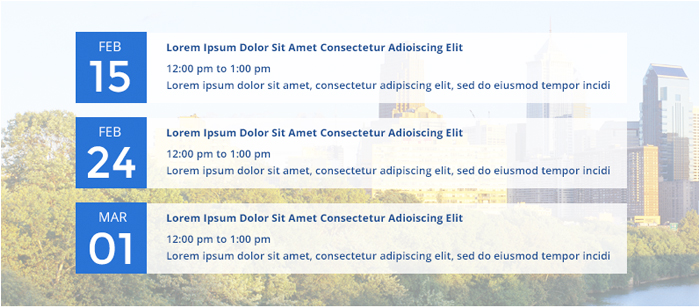 FEB
15
Lorem Ipsum Dolor Sit Amet Consectetur Adioiscing Elit
12:00 pm to 1:00 pm
Lorem ipsum dolor sit amet, consectetur adipiscing elit, sed do eiusmod tempor incidi
FEB
24
Lorem Ipsum Dolor Sit Amet Consectetur Adioiscing Elit
12:00 pm to 1:00 pm
Lorem ipsum dolor sit amet, consectetur adipiscing elit, sed do eiusmod tempor incidi
MAR
01
Lorem Ipsum Dolor Sit Amet Consectetur Adioiscing Elit
12:00 pm to 1:00 pm
Lorem ipsum dolor sit amet, consectetur adipiscing elit, sed do eiusmod tempor incidi